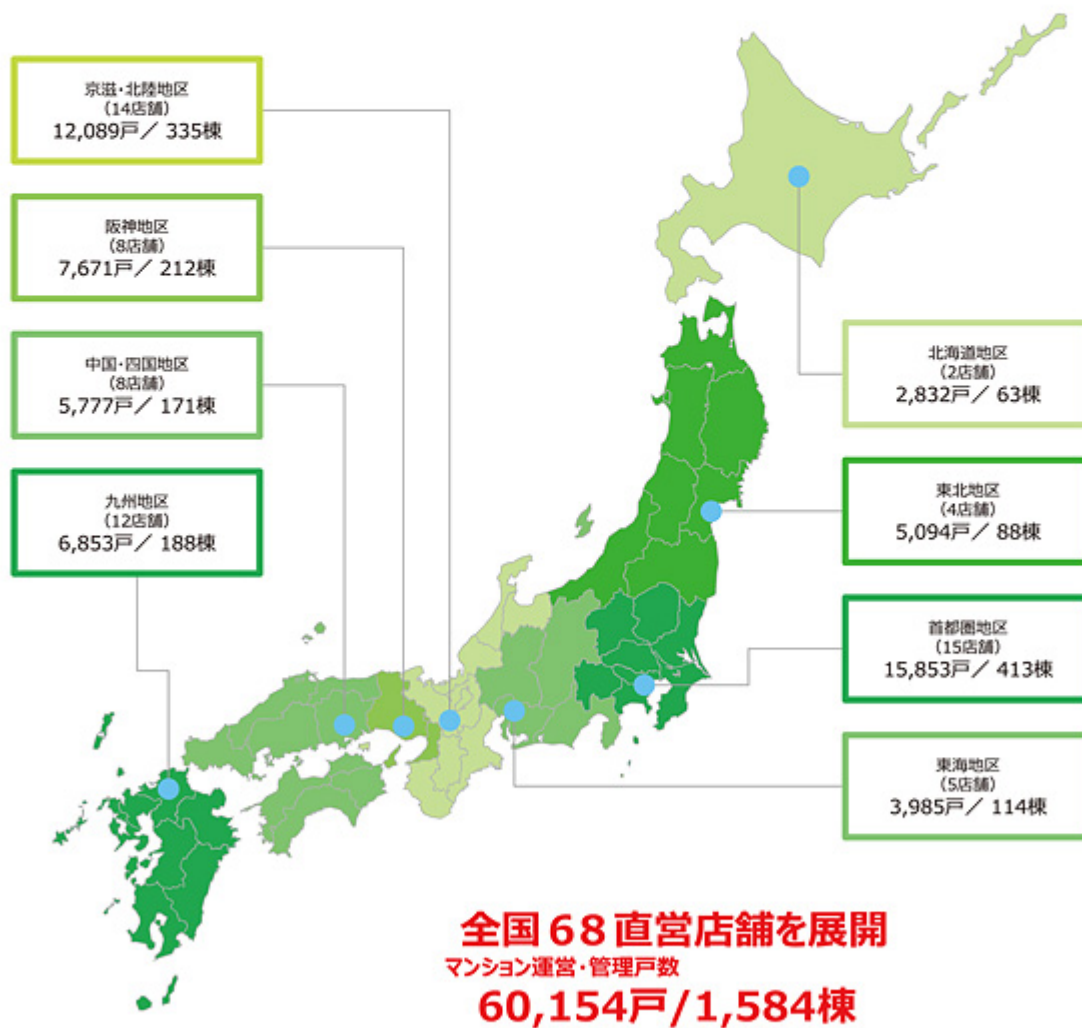 京滋・北陸地区
(14店舗)
12,089戸／ 335棟
阪神地区
(8店舗)
7,671戸／ 212棟
中国・四国地区
(8店舗)
5,777戸／ 171棟
九州地区
(12店舗)
6,853戸／ 188棟
北海道地区
(2店舗)
2,832戸／ 63棟
東北地区
(4店舗)
5,094戸／ 88棟
首都圏地区
(15店舗)
15,853戸／ 413棟
東海地区
(5店舗)
3,985戸／ 114棟
全国68直営店舗を展開
マンション運営・管理戸数
60,154戸/1,584棟